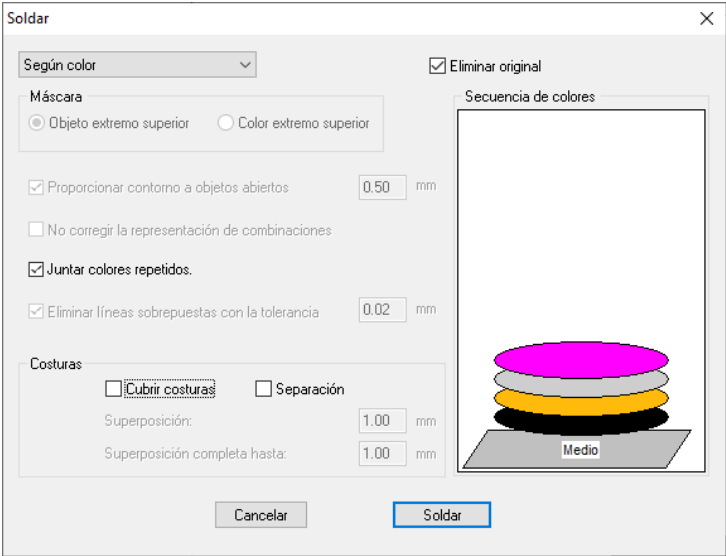 Soldar
Según color
Eliminar original
Máscara
Objeto extremo superior
Color extremo superior
Secuencia de colores
Proporcionar contorno a objetos abiertos 0.50 mm
No corregir la representación de combinaciones
Juntar colores repetidos.
Eliminar líneas sobrepuestas con la tolerancia 0.02 mm
Costuras
Cubrir costuras
Separación
Superposición: 1.00 mm
Superposición completa hasta: 1.00 mm
Medio
Cancelar
Soldar